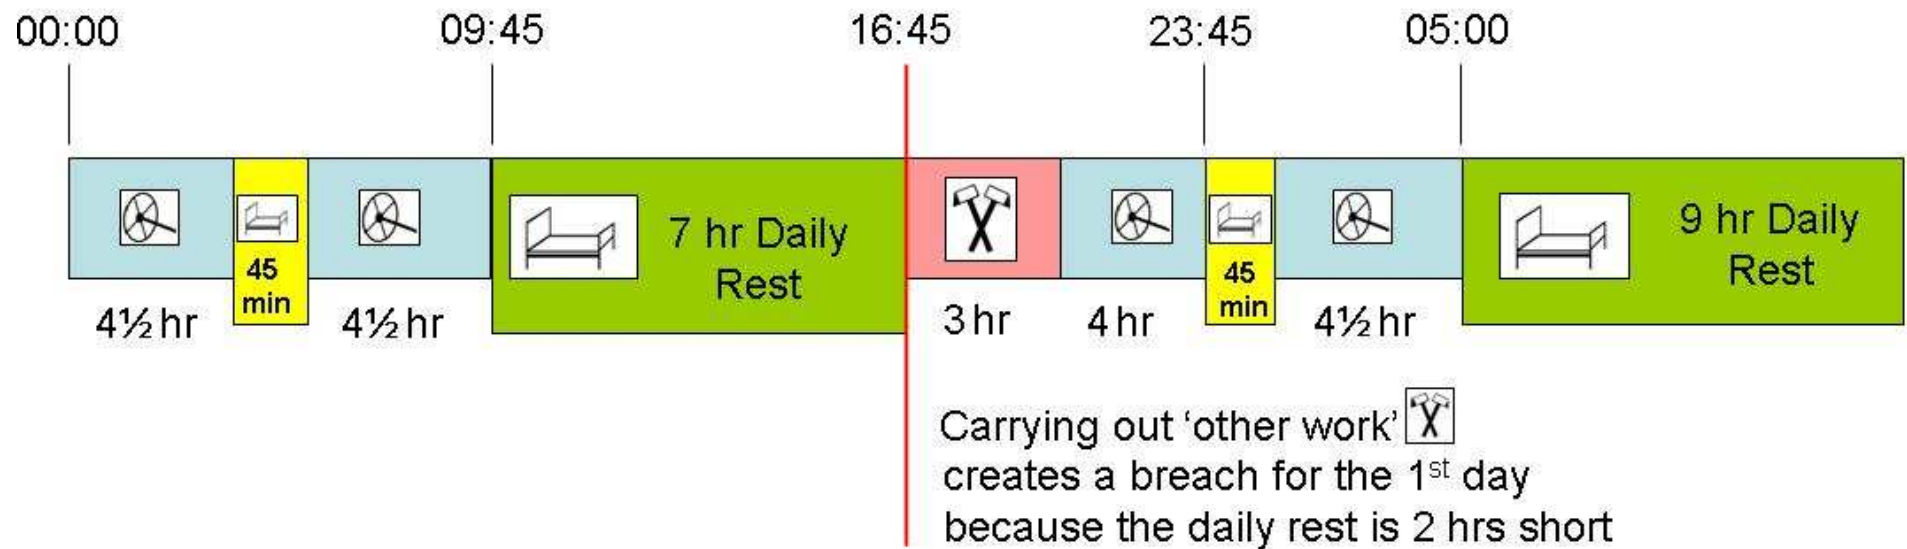 00:00 09:45 16:45 23:45 05:00
45
min
7 hr Daily
Rest
45
min
9 hr Daily
Rest
4½ hr 4½ hr 3 hr 4 hr 4½ hr
Carrying out ‘other work’
creates a breach for the 1st day
because the daily rest is 2 hrs short